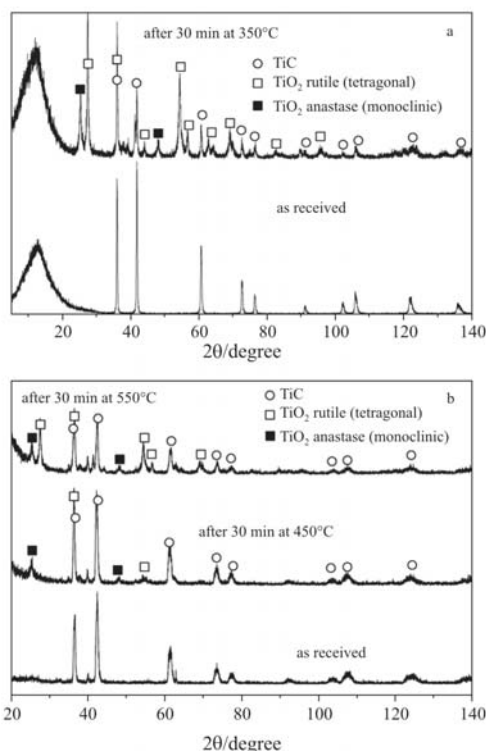 after 30 min at 350°C
a
TiC
TiO2 rutile (tetragonal)
TiO2 anastase (monoclinic)
as received
20 40 60 80 100 120 140
2θ/degree
after 30 min at 550°C
b
TiC
TiO2 rutile (tetragonal)
TiO2 anastase (monoclinic)
after 30 min at 450°C
as received
20 40 60 80 100 120 140
2θ/degree